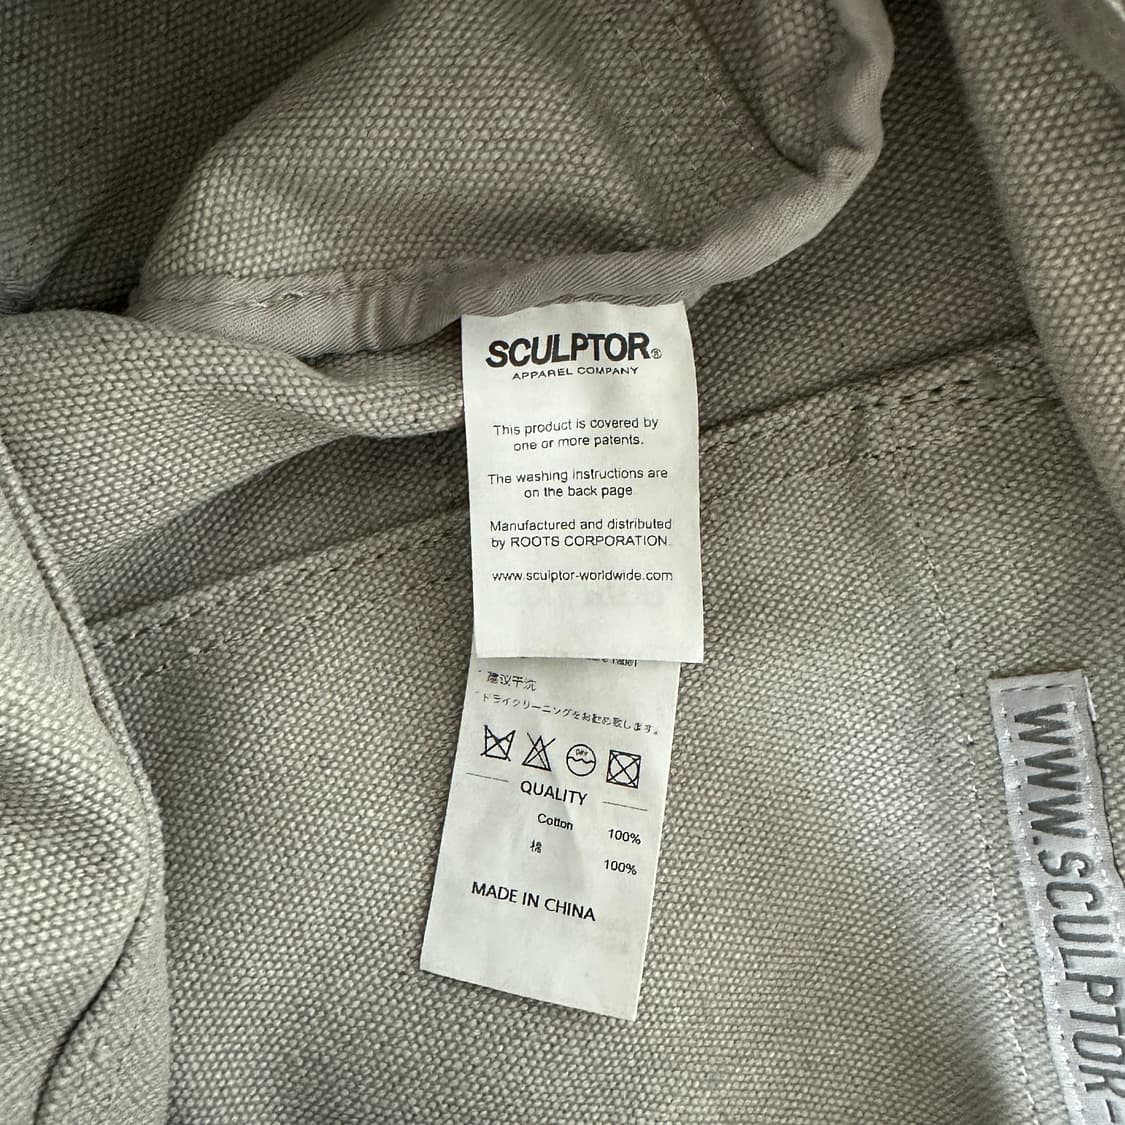 SCULPTOR®
APPAREL COMPANY
This product is covered by
one or more patents.
The washing instructions are
on the back page
Manufactured and distributed
by ROOTS CORPORATION.
www.sculptor-worldwide.com
建议干洗
ドライクリーニングをお勧め致します。
DRY
QUALITY
Cotton 100%
棉 100%
MADE IN CHINA
WWW.SCULPTOR-